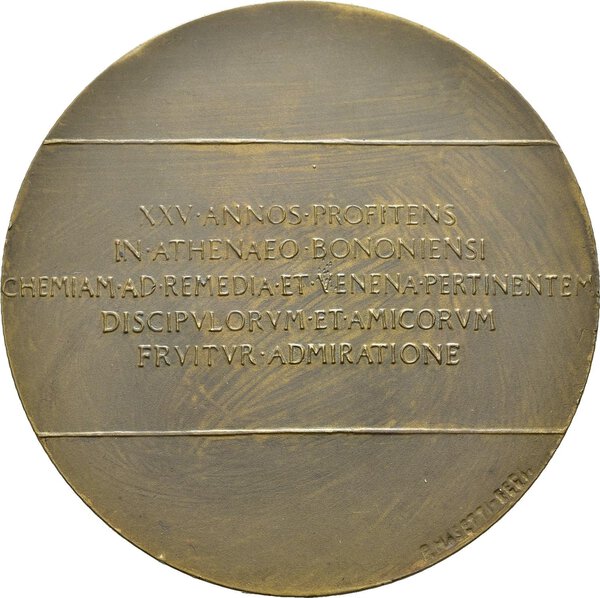 XXV·ANNOS·PROFITENS
IN·ATHENAEO·BONONIENSI
CHEMIAM·AD·REMEDIA·ET·VENENA·PERTINENTEM
DISCIPVLORVM·ET·AMICORVM
FRVITVR·ADMIRATIONE